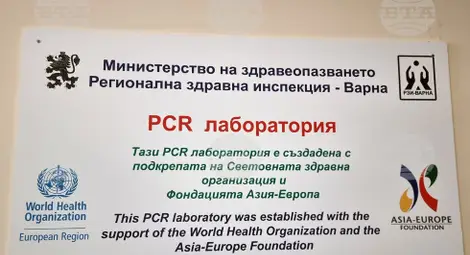 БТА
Министерство на здравеопазването
Регионална здравна инспекция - Варна
РЗИ-ВАРНА
PCR лаборатория
Тази PCR лаборатория е създадена с
подкрепата на Световната здравна
организация и
Фондацията Азия-Европа
World Health
Organization
European Region
This PCR laboratory was established with the
support of the World Health Organization and the
Asia-Europe Foundation
ASIA-EUROPE
FOUNDATION